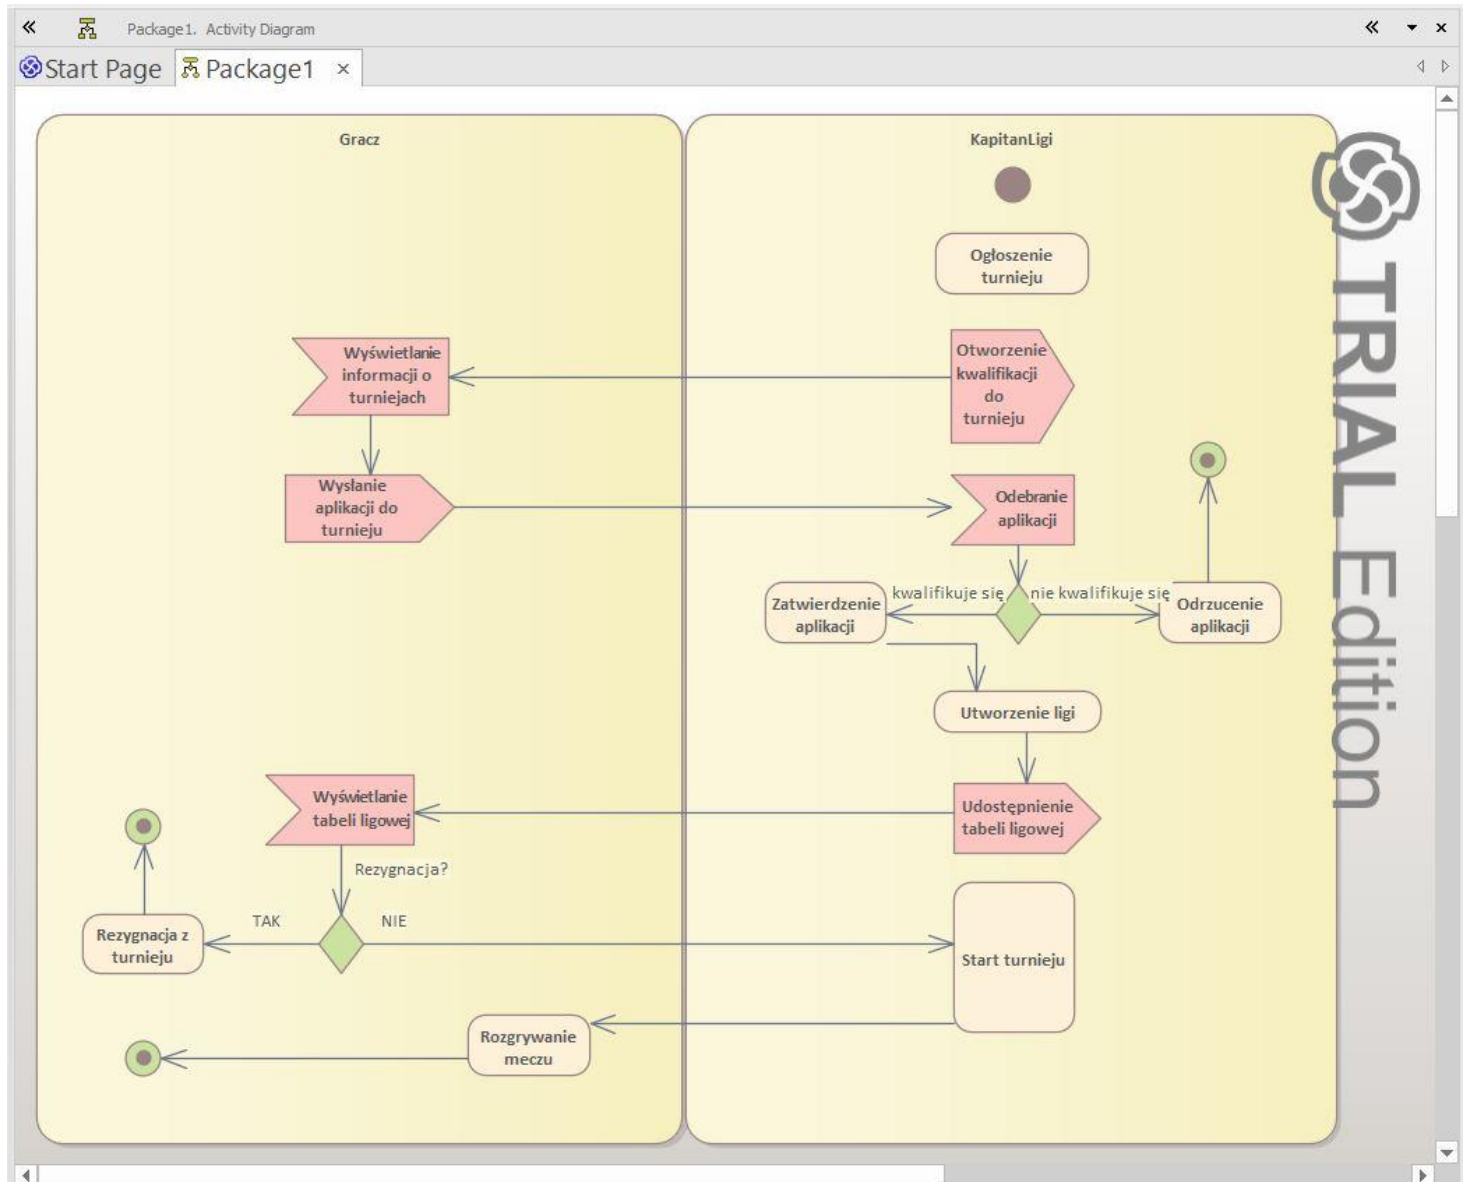 Package1. Activity Diagram
Start Page
Package1
Gracz
KapitanLigi
Ogłoszenie
turnieju
Wyświetlanie
informacji o
turniejach
Otworzenie
kwalifikacji
do
turnieju
Wysłanie
aplikacji do
turnieju
Odebranie
aplikacji
kwalifikuje się
nie kwalifikuje się
Zatwierdzenie
aplikacji
Odrzucenie
aplikacji
Utworzenie ligi
Wyświetlanie
tabeli ligowej
Udostępnienie
tabeli ligowej
Rezygnacja?
TAK
NIE
Rezygnacja z
turnieju
Start turnieju
Rozgrywanie
meczu
TRIAL Edition